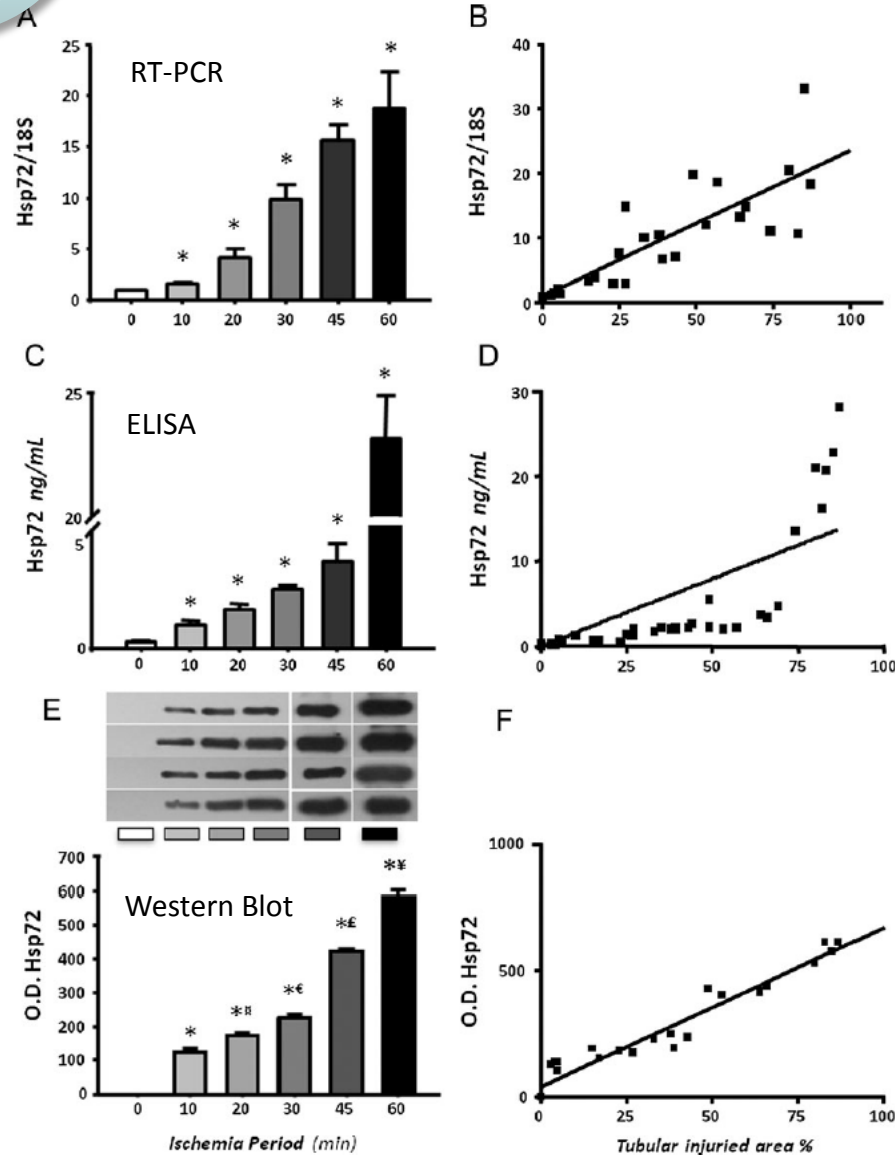 A
RT-PCR
Hsp72/18S
25
20
15
10
5
0
* * * * *
0 10 20 30 45 60
B
Hsp72/18S
40
30
20
10
0
0 25 50 75 100
C
ELISA
Hsp72 ng/mL
25
20
5
0
* * * * *
0 10 20 30 45 60
D
Hsp72 ng/mL
30
20
10
0
0 25 50 75 100
E
Western Blot
O.D. Hsp72
700
600
500
400
300
200
100
0
* *¤ *€ *£ *¥
0 10 20 30 45 60
Ischemia Period (min)
F
O.D. Hsp72
1000
500
0
0 25 50 75 100
Tubular injuried area %